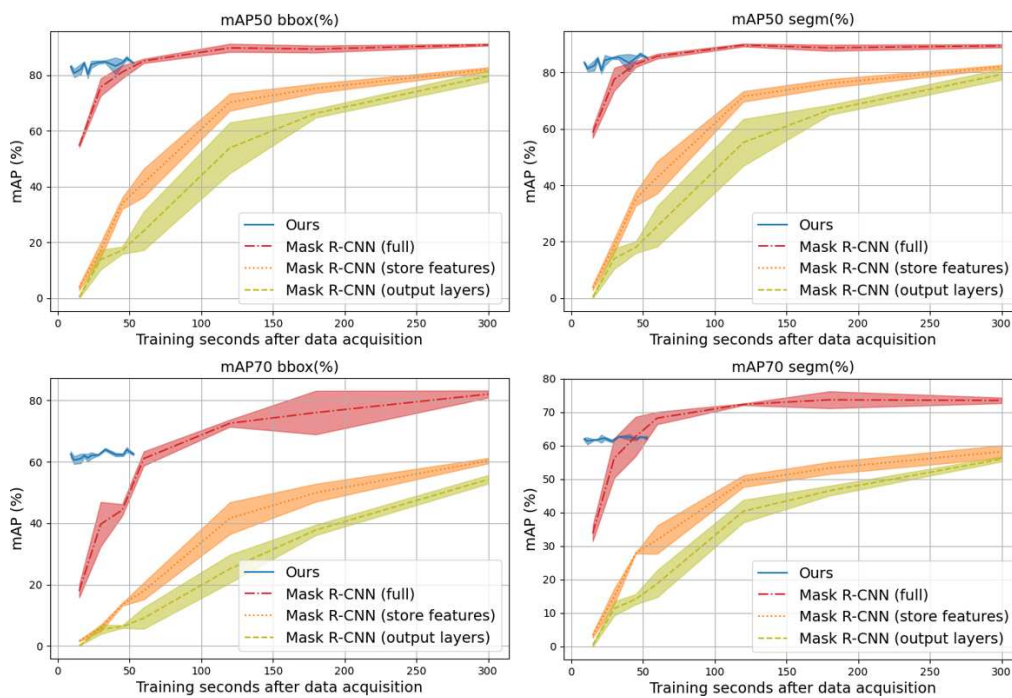 mAP50 bbox(%)
mAP (%)
80
60
40
20
0
0 50 100 150 200 250 300
Training seconds after data acquisition
Ours
Mask R-CNN (full)
Mask R-CNN (store features)
Mask R-CNN (output layers)
mAP50 segm(%)
mAP (%)
80
60
40
20
0
0 50 100 150 200 250 300
Training seconds after data acquisition
Ours
Mask R-CNN (full)
Mask R-CNN (store features)
Mask R-CNN (output layers)
mAP70 bbox(%)
mAP (%)
80
60
40
20
0
0 50 100 150 200 250 300
Training seconds after data acquisition
Ours
Mask R-CNN (full)
Mask R-CNN (store features)
Mask R-CNN (output layers)
mAP70 segm(%)
mAP (%)
80
70
60
50
40
30
20
10
0
0 50 100 150 200 250 300
Training seconds after data acquisition
Ours
Mask R-CNN (full)
Mask R-CNN (store features)
Mask R-CNN (output layers)